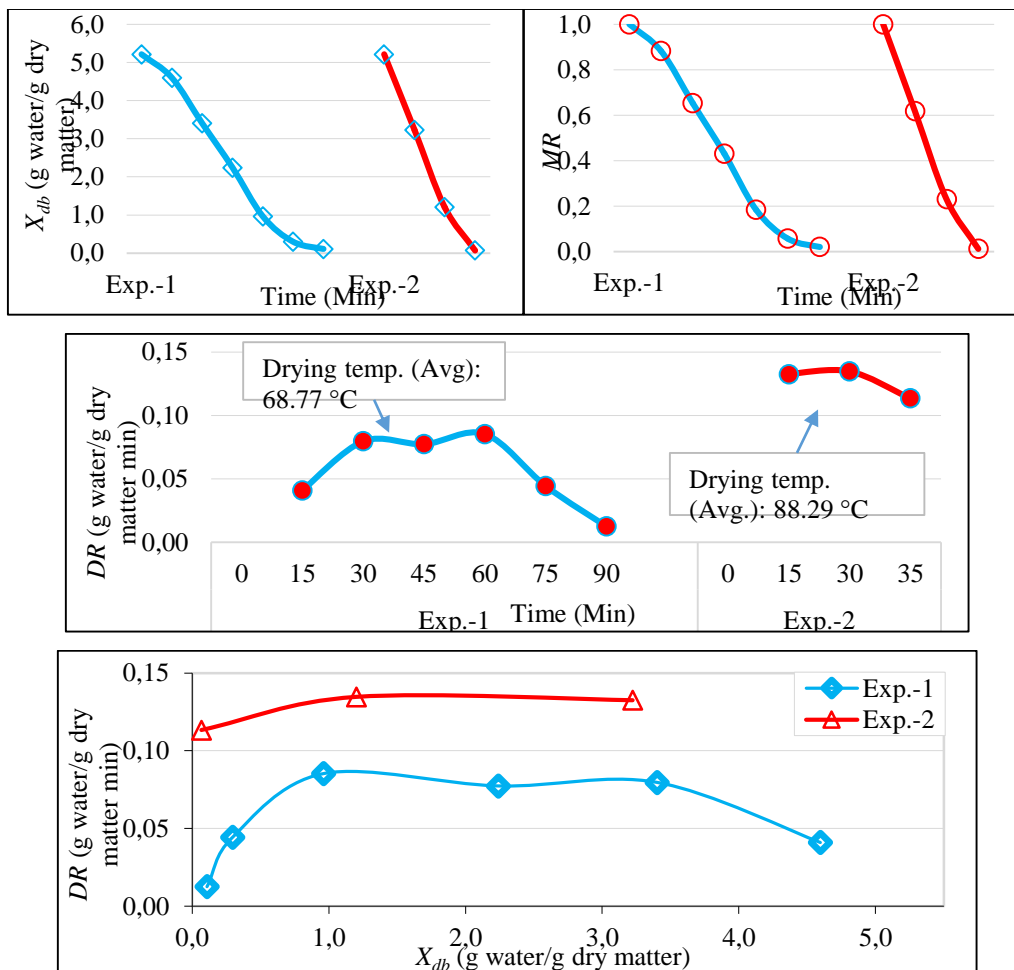 6,0
5,0
4,0
3,0
2,0
1,0
0,0
X_db (g water/g dry
matter)
Exp.-1
Exp.-2
Time (Min)
1,0
0,8
0,6
0,4
0,2
0,0
MR
Exp.-1
Exp.-2
Time (Min)
0,15
0,10
0,05
0,00
DR (g water/g dry
matter min)
Drying temp. (Avg):
68.77 °C
Drying temp.
(Avg.): 88.29 °C
0 15 30 45 60 75 90 0 15 30 35
Exp.-1 Time (Min) Exp.-2
0,15
0,10
0,05
0,00
DR (g water/g dry
matter min)
Exp.-1
Exp.-2
0,0 1,0 2,0 3,0 4,0 5,0
X_db (g water/g dry matter)